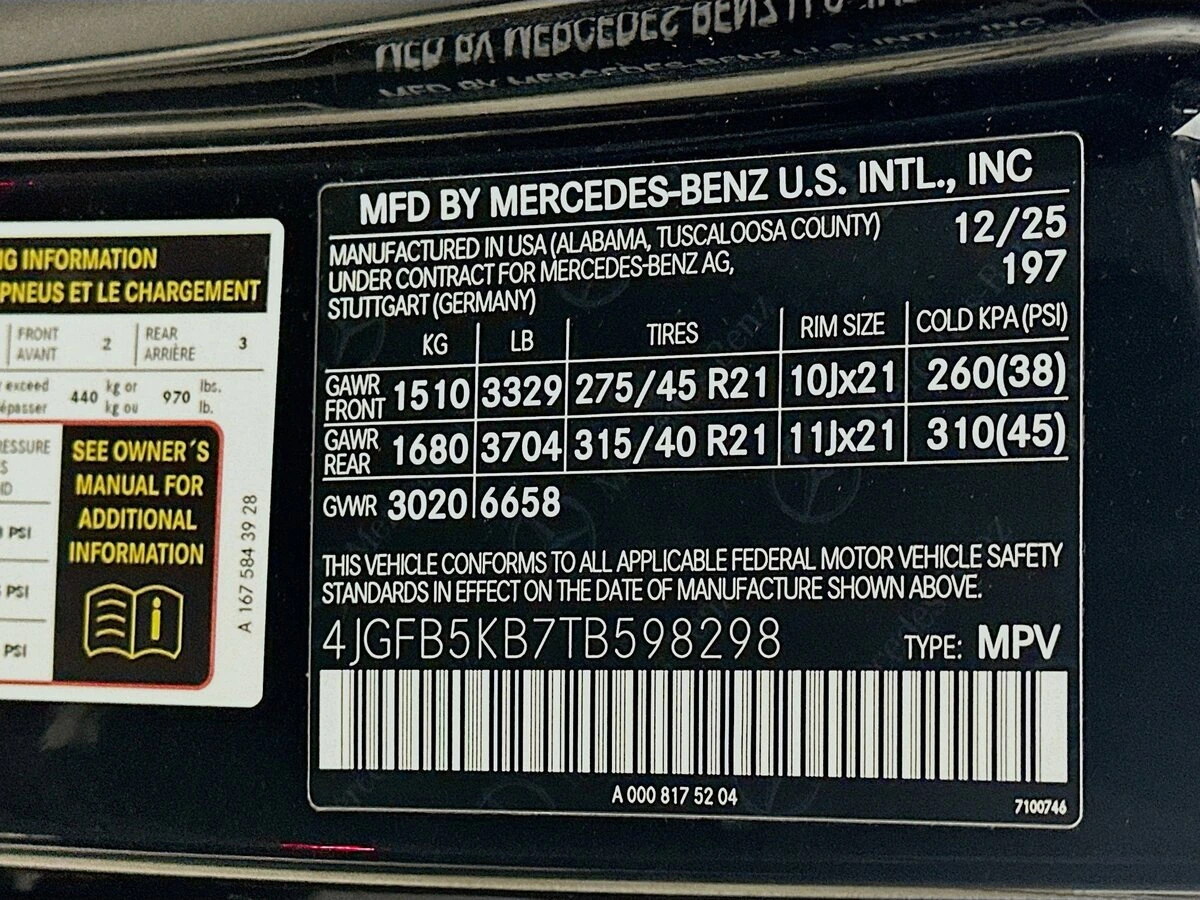 MFD BY MERCEDES-BENZ U.S. INTL., INC
MANUFACTURED IN USA (ALABAMA, TUSCALOOSA COUNTY) 12/25
UNDER CONTRACT FOR MERCEDES-BENZ AG, 197
STUTTGART (GERMANY)
KG LB TIRES RIM SIZE COLD KPA (PSI)
GAWR FRONT 1510 3329 275/45 R21 10Jx21 260(38)
GAWR REAR 1680 3704 315/40 R21 11Jx21 310(45)
GVWR 3020 6658
THIS VEHICLE CONFORMS TO ALL APPLICABLE FEDERAL MOTOR VEHICLE SAFETY
STANDARDS IN EFFECT ON THE DATE OF MANUFACTURE SHOWN ABOVE.
4JGFB5KB7TB598298 TYPE: MPV
A 000 817 52 04
7100746
INFORMATION
PNEUS ET LE CHARGEMENT
FRONT 2 REAR 3
AVANT ARRIÈRE
exceed 440 kg or 970 lbs.
kg ou lb.
SEE OWNER´S
MANUAL FOR
ADDITIONAL
INFORMATION
PSI
PSI
PSI
A 167 584 39 28